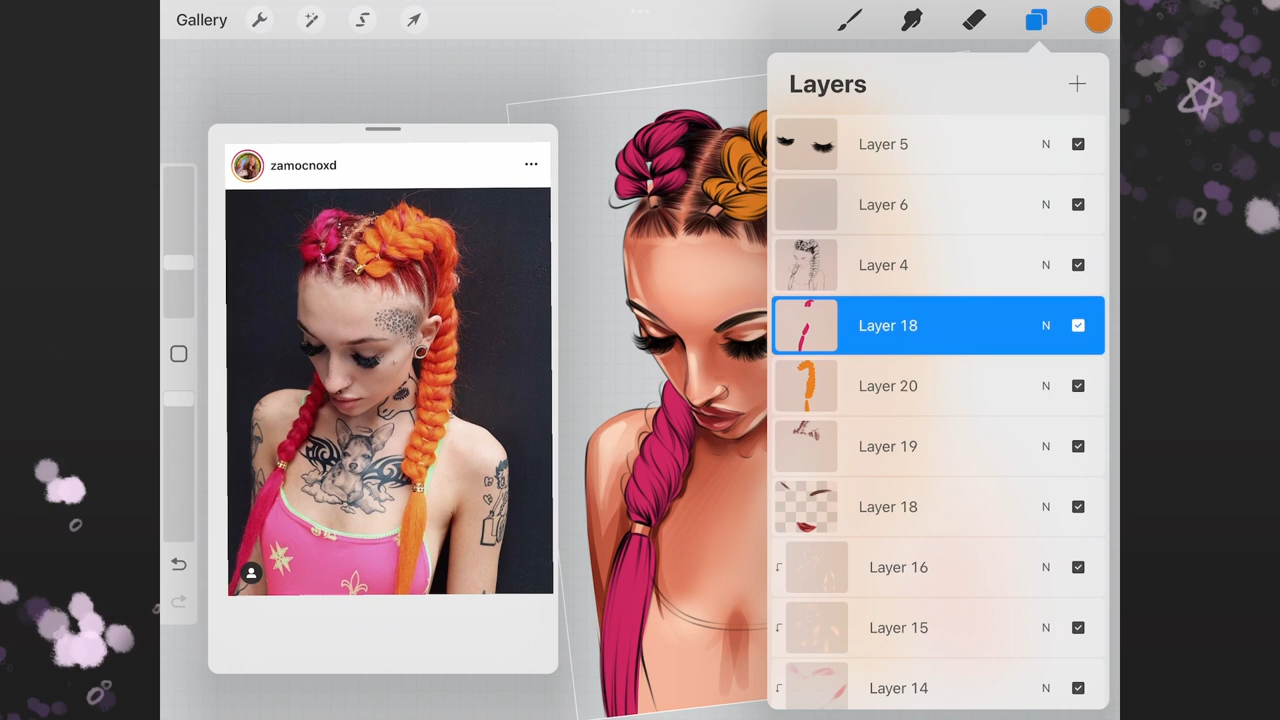 Gallery
zamocnoxd
Layers
Layer 5 N
Layer 6 N
Layer 4 N
Layer 18 N
Layer 20 N
Layer 19 N
Layer 18 N
Layer 16 N
Layer 15 N
Layer 14 N